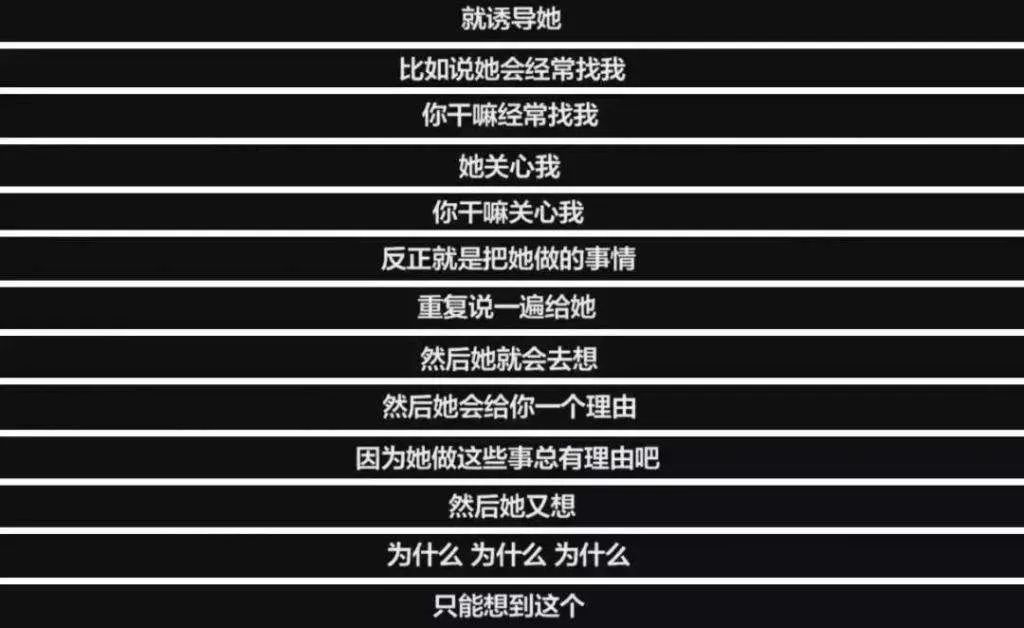 就诱导她
比如说她会经常找我
你干嘛经常找我
她关心我
你干嘛关心我
反正就是把她做的事情
重复说一遍给她
然后她就会去想
然后她会给你一个理由
因为她做这些事总有理由吧
然后她又想
为什么 为什么 为什么
只能想到这个